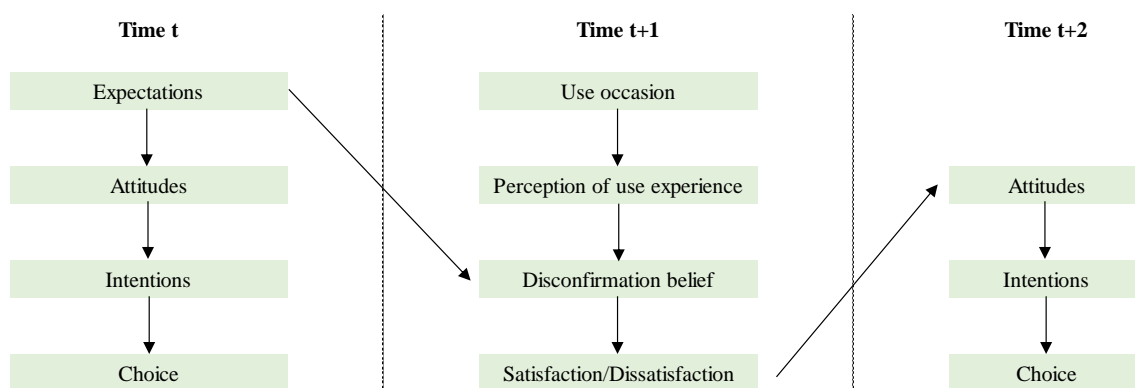 Time t
Expectations
Attitudes
Intentions
Choice
Time t+1
Use occasion
Perception of use experience
Disconfirmation belief
Satisfaction/Dissatisfaction
Time t+2
Attitudes
Intentions
Choice